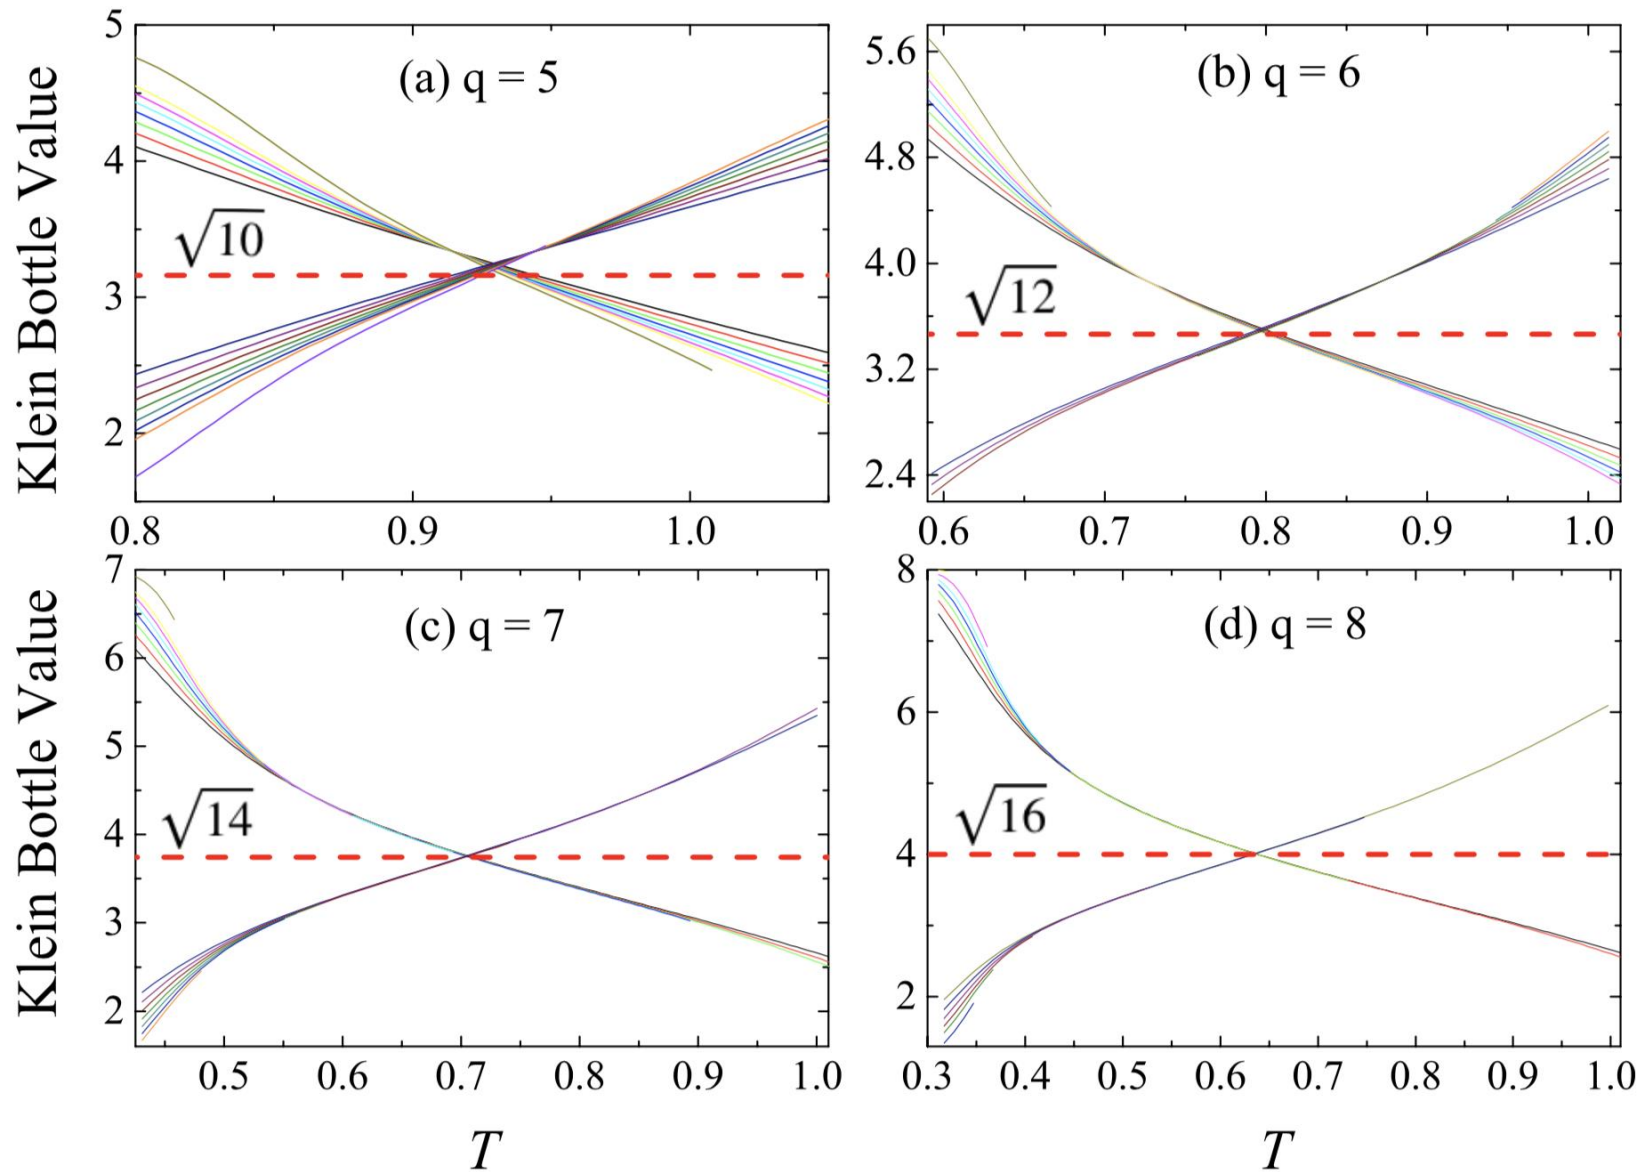 Klein Bottle Value
5
4
3
2
(a) q = 5
√10
0.8 0.9 1.0
5.6
4.8
4.0
3.2
2.4
(b) q = 6
√12
0.6 0.7 0.8 0.9 1.0
Klein Bottle Value
7
6
5
4
3
2
(c) q = 7
√14
0.5 0.6 0.7 0.8 0.9 1.0
T
8
6
4
2
(d) q = 8
√16
0.3 0.4 0.5 0.6 0.7 0.8 0.9 1.0
T